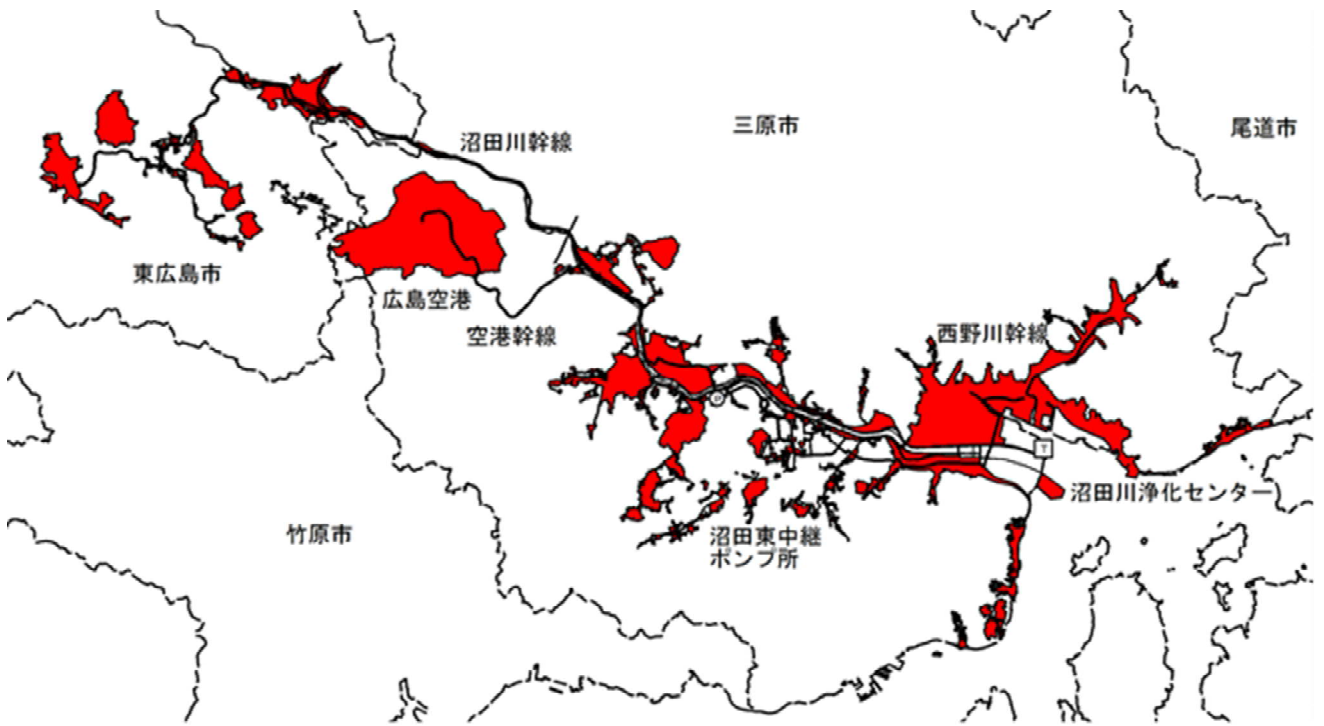 三原市
尾道市
沼田川幹線
東広島市
広島空港
空港幹線
西野川幹線
沼田川浄化センター
沼田東中継
ポンプ所
竹原市
P
T